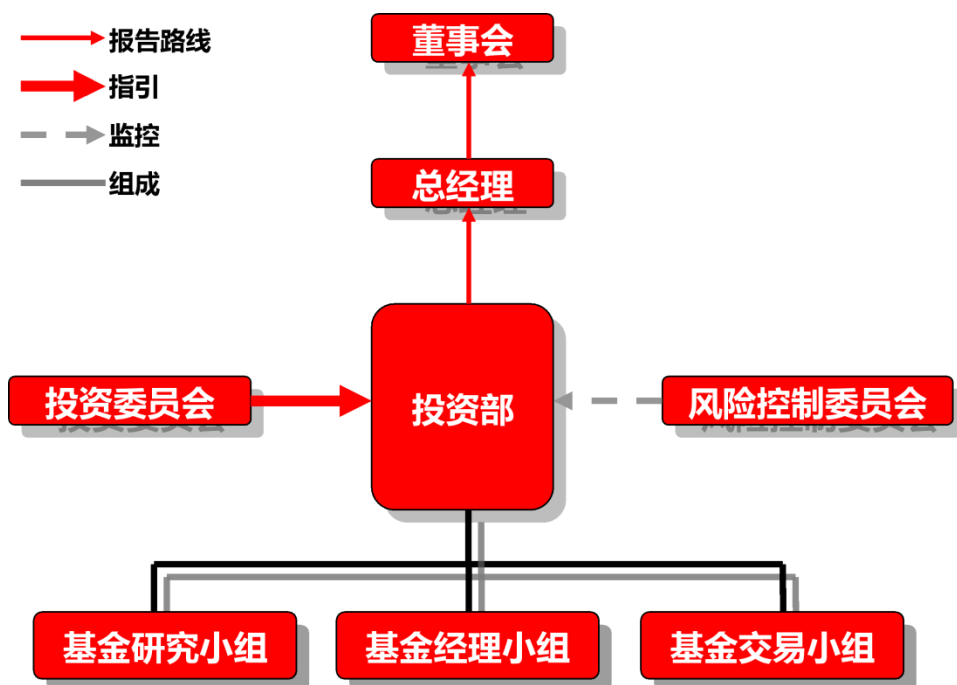 报告路线
指引
监控
组成
董事会
总经理
投资委员会
投资部
风险控制委员会
基金研究小组
基金经理小组
基金交易小组